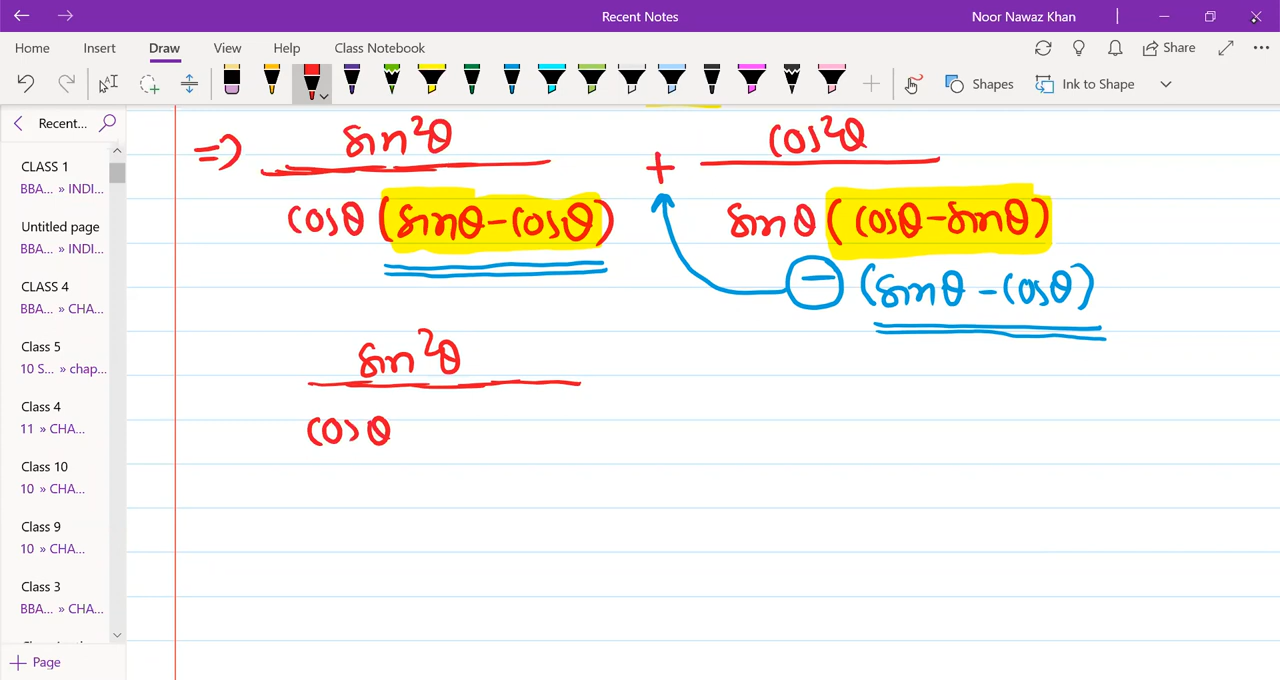 Recent Notes Noor Nawaz Khan
Home Insert Draw View Help Class Notebook Share
Shapes Ink to Shape
Recent...
CLASS 1
BBA... » INDI...
Untitled page
BBA... » INDI...
CLASS 4
BBA... » CHA...
Class 5
10 S... » chap...
Class 4
11 » CHA...
Class 10
10 » CHA...
Class 9
10 » CHA...
Class 3
BBA... » CHA...
+ Page
=> sin²θ + cos²θ
cosθ (sinθ-cosθ) sinθ (cosθ-sinθ)
- (sinθ-cosθ)
sin²θ
cosθ